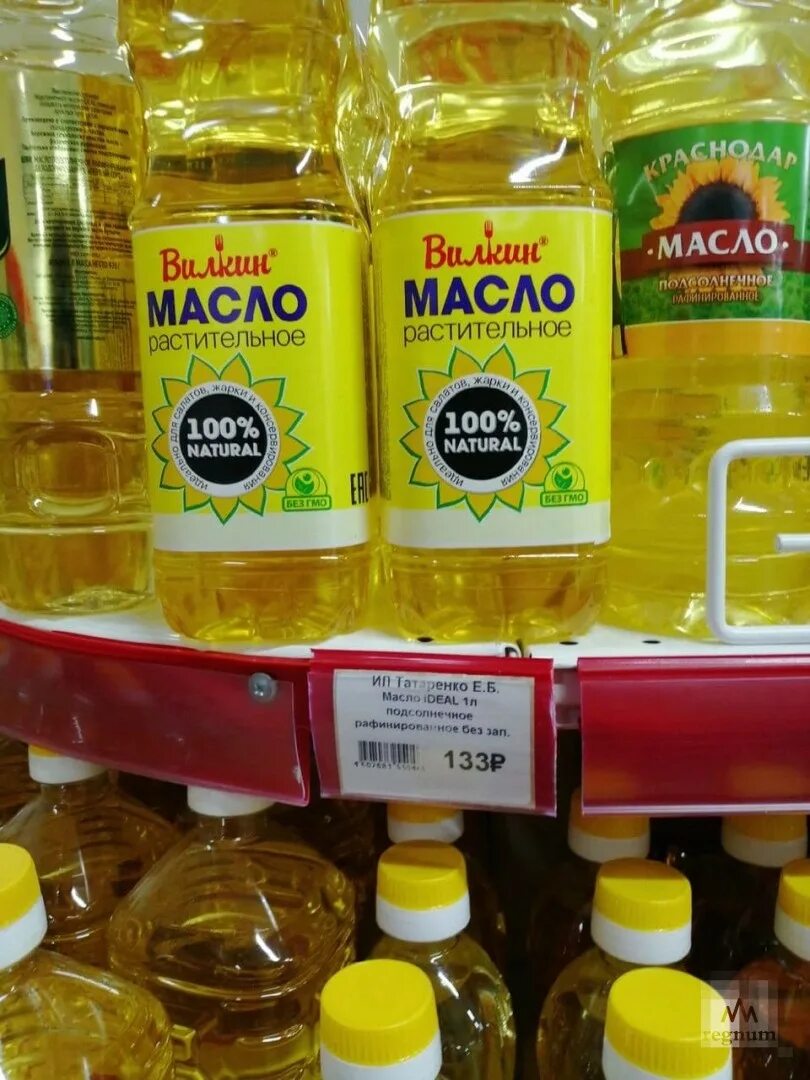 Вилкин®
МАСЛО
растительное
идеально для салатов, жарки и консервирования
100%
NATURAL
БЕЗ ГМО
EAC
Вилкин®
МАСЛО
растительное
идеально для салатов, жарки и консервирования
100%
NATURAL
БЕЗ ГМО
КРАСНОДАР
МАСЛО
ПОДСОЛНЕЧНОЕ
РАФИНИРОВАННОЕ
ИП Татаренко Е.Б.
Масло iDEAL 1л
подсолнечное
рафинированное без зап.
133₽
regnum